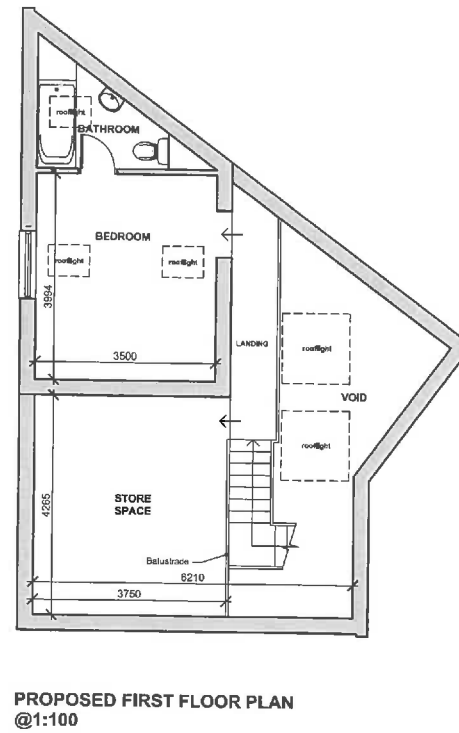 rooflight
BATHROOM
BEDROOM
rooflight
rooflight
3994
3500
LANDING
rooflight
VOID
rooflight
4265
STORE
SPACE
Balustrade
6210
3750
PROPOSED FIRST FLOOR PLAN
@1:100